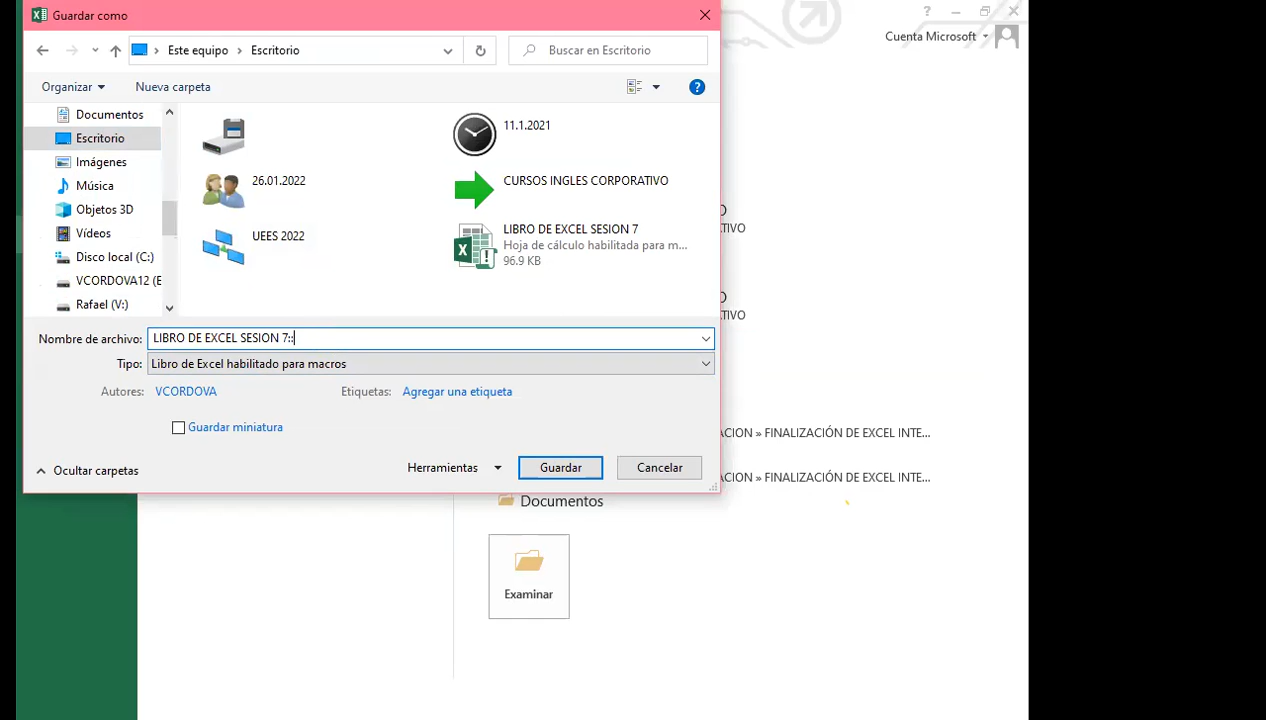 Guardar como
Cuenta Microsoft
Este equipo › Escritorio
Buscar en Escritorio
Organizar
Nueva carpeta
Documentos
Escritorio
Imágenes
Música
Objetos 3D
Vídeos
Disco local (C:)
VCORDOVA12 (E
Rafael (V:)
11.1.2021
26.01.2022
CURSOS INGLES CORPORATIVO
UEES 2022
LIBRO DE EXCEL SESION 7
Hoja de cálculo habilitada para m...
96.9 KB
O
TIVO
O
TIVO
Nombre de archivo: LIBRO DE EXCEL SESION 7::
Tipo: Libro de Excel habilitado para macros
Autores: VCORDOVA
Etiquetas: Agregar una etiqueta
Guardar miniatura
ACION » FINALIZACIÓN DE EXCEL INTE...
Ocultar carpetas
Herramientas
Guardar
Cancelar
ACION » FINALIZACIÓN DE EXCEL INTE...
Documentos
Examinar